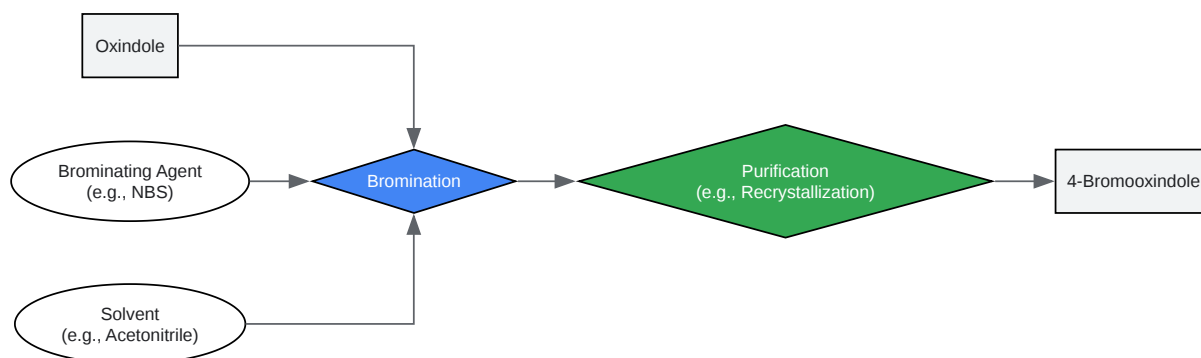 Oxindole
Brominating Agent
(e.g., NBS)
Bromination
Purification
(e.g., Recrystallization)
4-Bromooxindole
Solvent
(e.g., Acetonitrile)